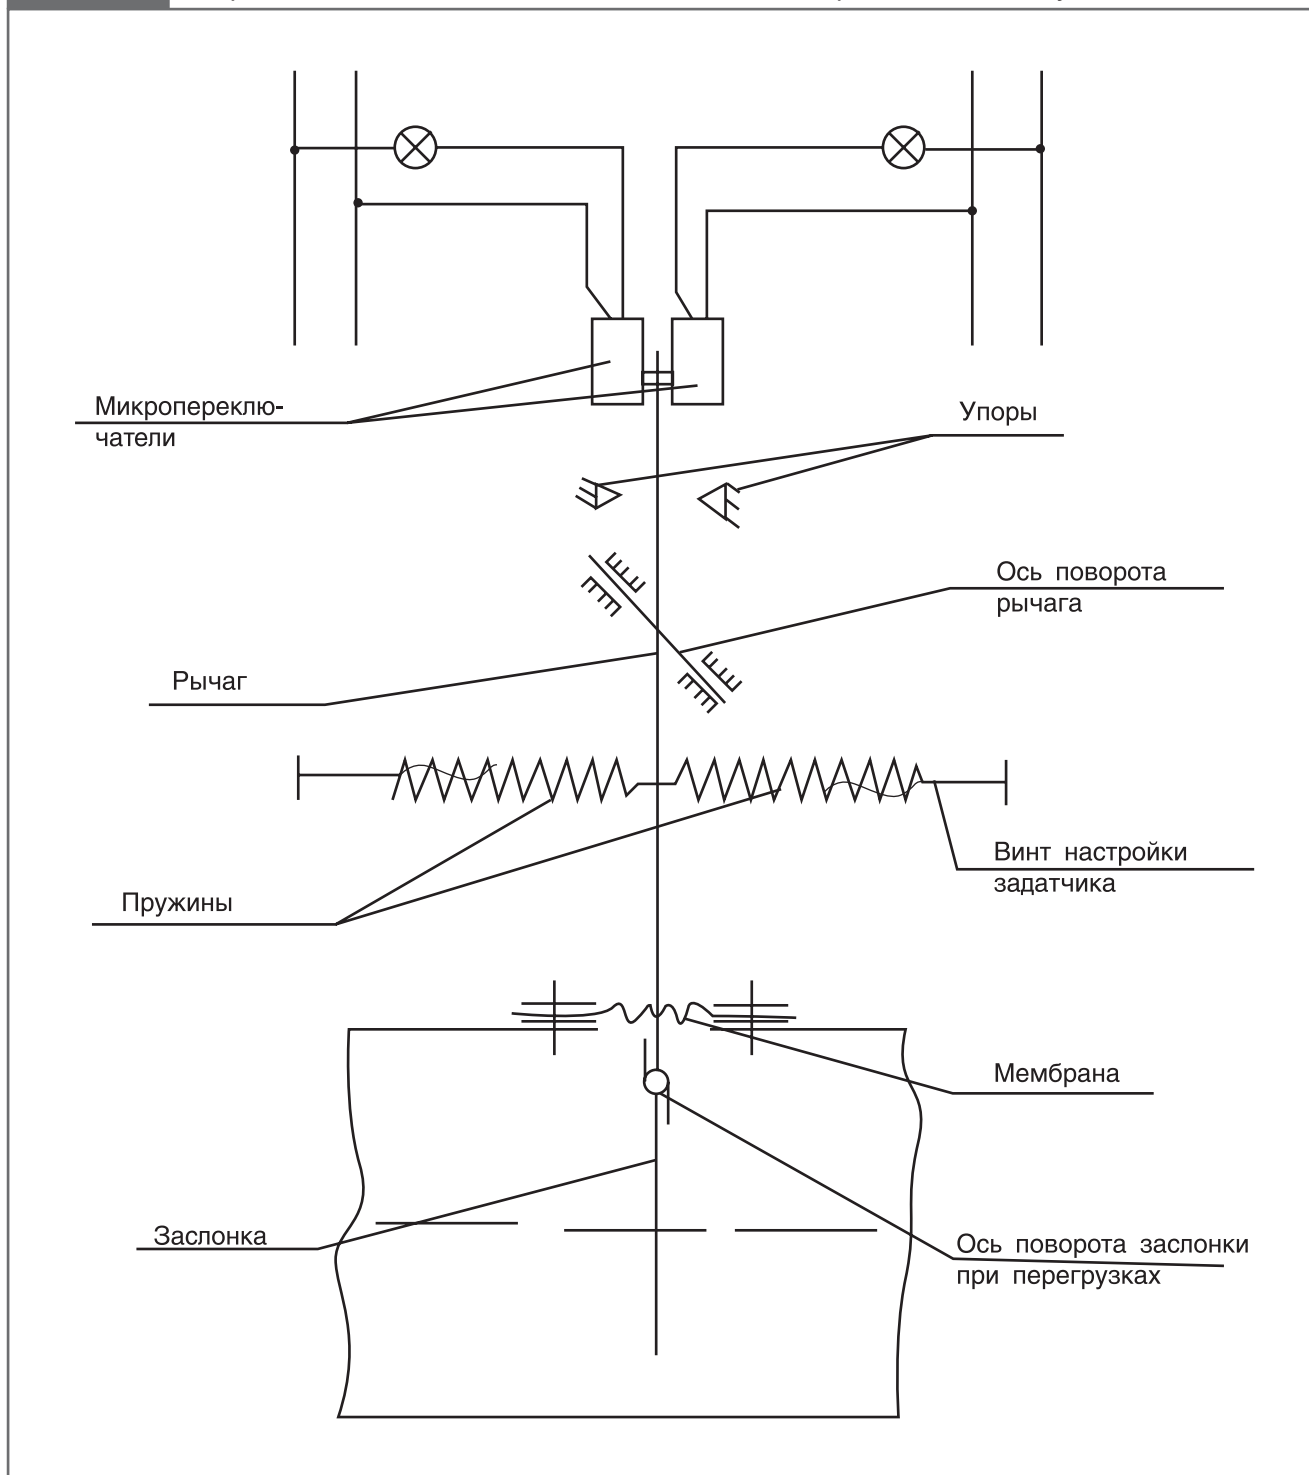 Микропереклю-
чатели
Упоры
Ось поворота
рычага
Рычаг
Винт настройки
задатчика
Пружины
Мембрана
Заслонка
Ось поворота заслонки
при перегрузках